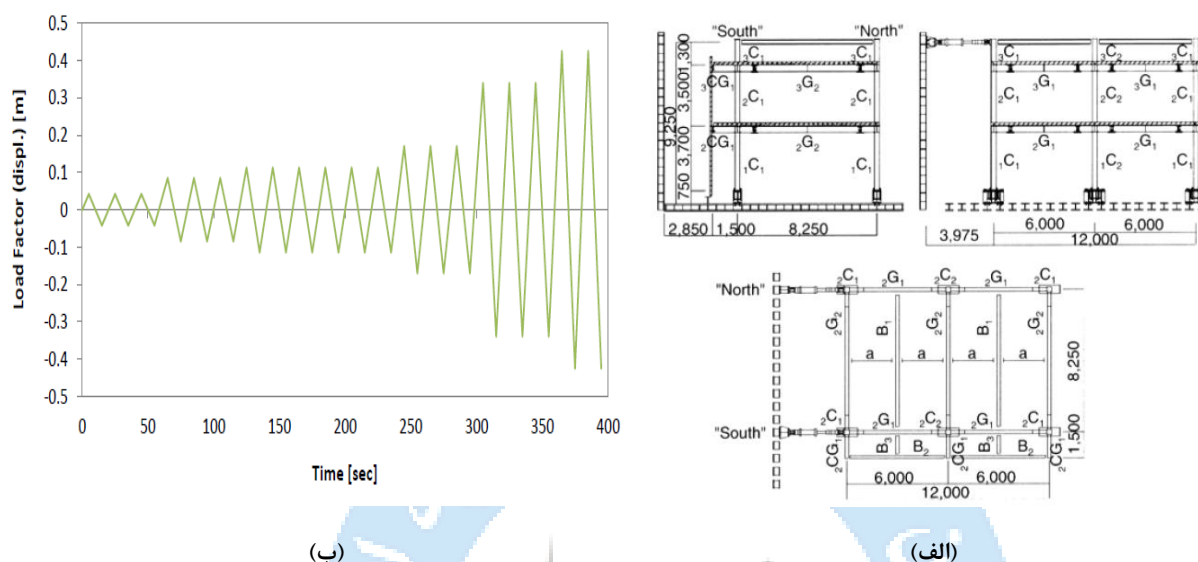 Load Factor (displ.) [m]
0.5
0.4
0.3
0.2
0.1
0
-0.1
-0.2
-0.3
-0.4
-0.5
0 50 100 150 200 250 300 350 400
Time [sec]
(ب)
"South" "North"
1,300
3,500
3,700
750
9,250
₃C₁ ₃C₁
₃CG₁ ₃G₂
₂C₁ ₂C₁
₂CG₁ ₂G₂
₁C₁ ₁C₁
2,850 1,500 8,250
₃C₁ ₃C₂ ₃C₁
₃G₁ ₃G₁
₂C₁ ₂C₂ ₂C₁
₂G₁ ₂G₁
₁C₁ ₁C₂ ₁C₁
3,975 6,000 6,000
12,000
"North" ₂C₁ ₂G₁ ₂C₂ ₂G₁ ₂C₁
₂G₂ B₁ ₂G₂ B₁ ₂G₂
a a a a
8,250
"South" ₂C₁ ₂G₁ ₂C₂ ₂G₁ ₂C₁
₂CG₁ B₃ B₂ ₂CG₁ B₃ B₂ ₂CG₁
1,500
6,000 6,000
12,000
(الف)